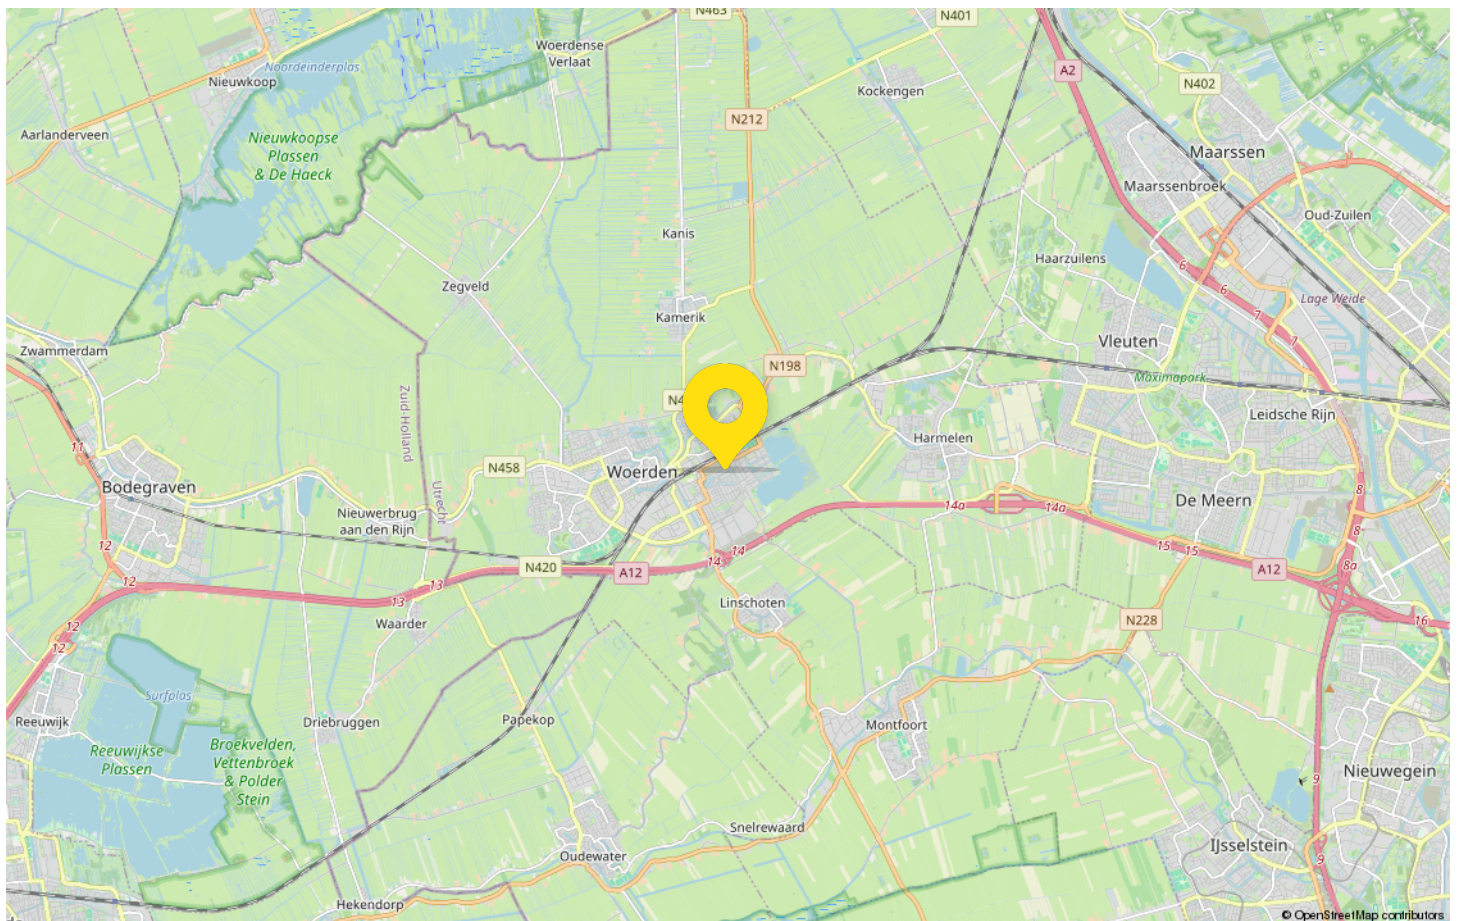 N463
N401
Woerdense
Verlaat
A2
Noordeinderplas
Nieuwkoop
N402
Kockengen
N212
Aarlanderveen
Nieuwkoopse
Plassen
& De Haeck
Maarssen
Maarssenbroek
Oud-Zuilen
Kanis
Haarzuilens
6
Zegveld
6
Lage Weide
Kamerik
7
Vleuten
7
Zwammerdam
N198
Maximapark
Zuid-Holland
Leidsche Rijn
Harmelen
11
N458
Woerden
Bodegraven
8
De Meern
Utrecht
Nieuwerbrug
aan den Rijn
14a
14a
8
12
14
15
15
14
8a
N420
A12
A12
12
13
13
Linschoten
12
Waarder
N228
16
12
Surfplas
Reeuwijk
Driebruggen
Papekop
Montfoort
Reeuwijkse
Plassen
Broekvelden,
Vettenbroek
& Polder
Stein
9
Nieuwegein
Snelrewaard
IJsselstein
Oudewater
9
Hekendorp
© OpenStreetMap contributors